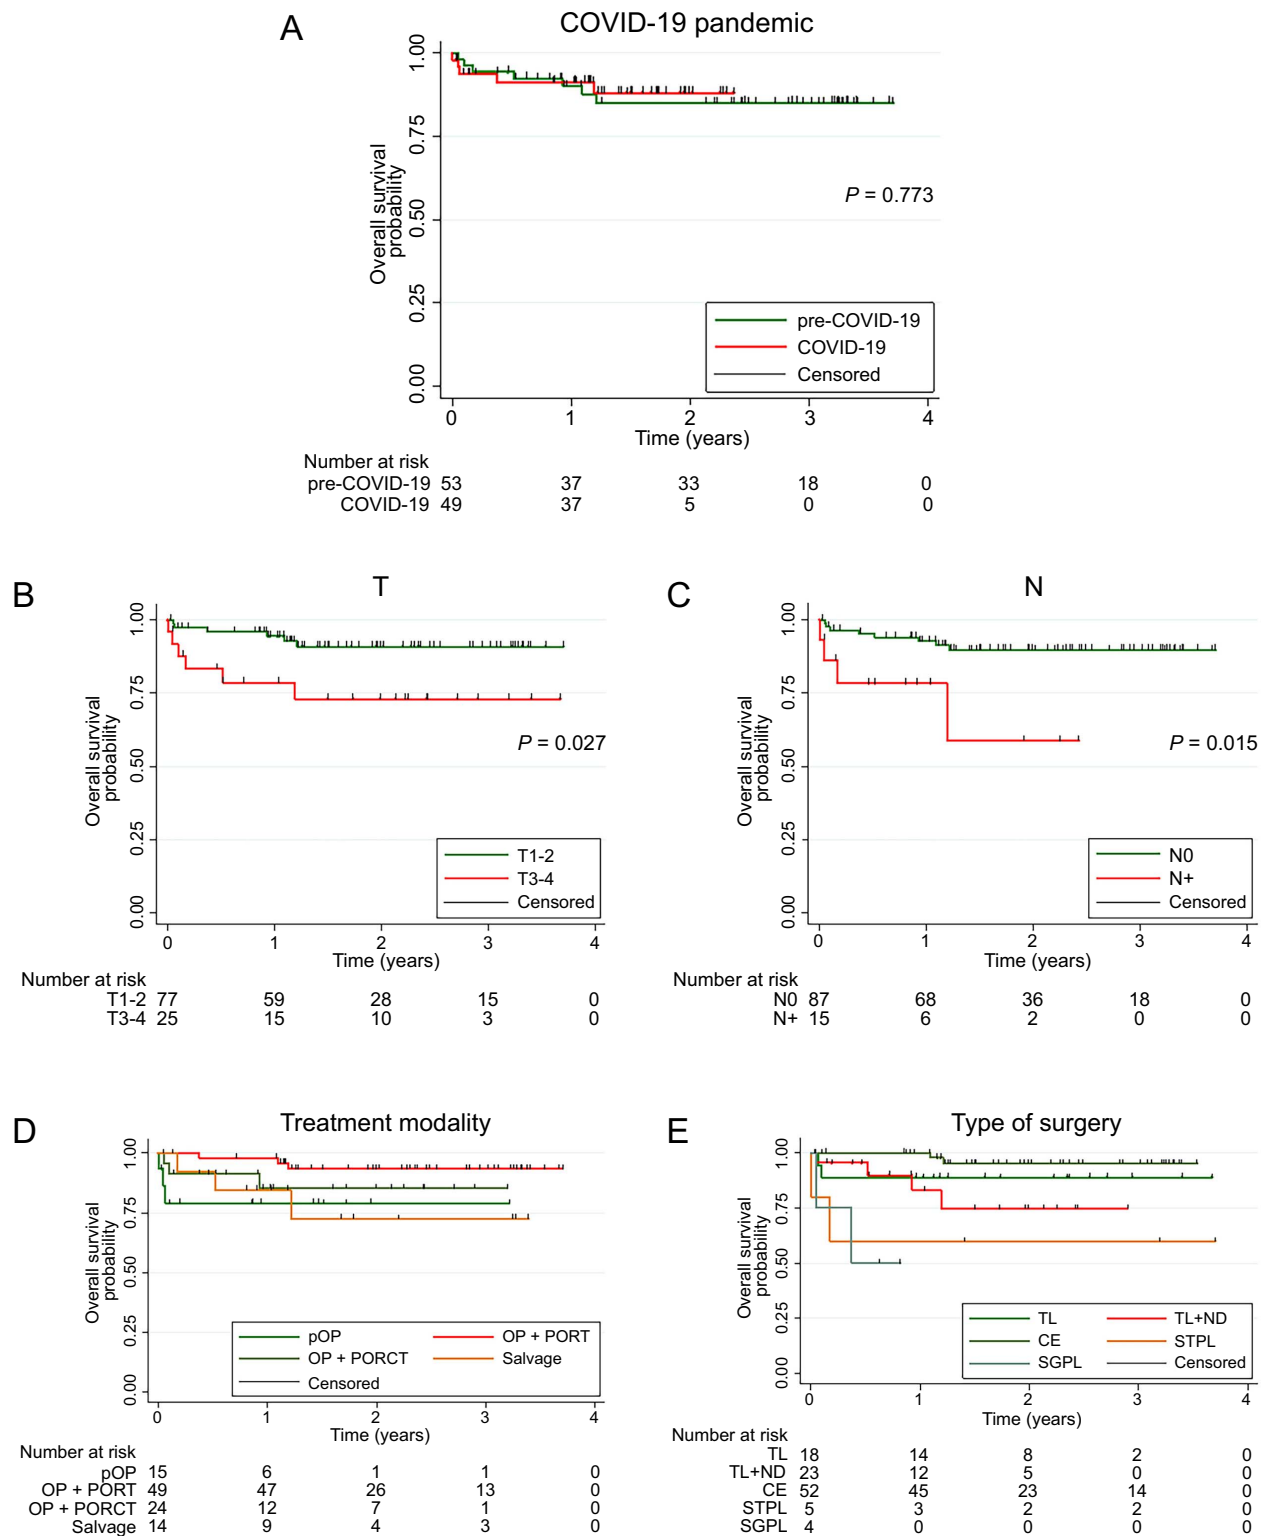 A
COVID-19 pandemic
Overall survival
probability
1.00
0.75
0.50
0.25
0.00
P = 0.773
pre-COVID-19
COVID-19
Censored
0 1 2 3 4
Time (years)
Number at risk
pre-COVID-19 53 37 33 18 0
COVID-19 49 37 5 0 0
B
T
Overall survival
probability
1.00
0.75
0.50
0.25
0.00
P = 0.027
T1-2
T3-4
Censored
0 1 2 3 4
Time (years)
Number at risk
T1-2 77 59 28 15 0
T3-4 25 15 10 3 0
C
N
Overall survival
probability
1.00
0.75
0.50
0.25
0.00
P = 0.015
N0
N+
Censored
0 1 2 3 4
Time (years)
Number at risk
N0 87 68 36 18 0
N+ 15 6 2 0 0
D
Treatment modality
Overall survival
probability
1.00
0.75
0.50
0.25
0.00
pOP OP + PORT
OP + PORCT Salvage
Censored
0 1 2 3 4
Time (years)
Number at risk
pOP 15 6 1 1 0
OP + PORT 49 47 26 13 0
OP + PORCT 24 12 7 1 0
Salvage 14 9 4 3 0
E
Type of surgery
Overall survival
probability
1.00
0.75
0.50
0.25
0.00
TL TL+ND
CE STPL
SGPL Censored
0 1 2 3 4
Time (years)
Number at risk
TL 18 14 8 2 0
TL+ND 23 12 5 0 0
CE 52 45 23 14 0
STPL 5 3 2 2 0
SGPL 4 0 0 0 0